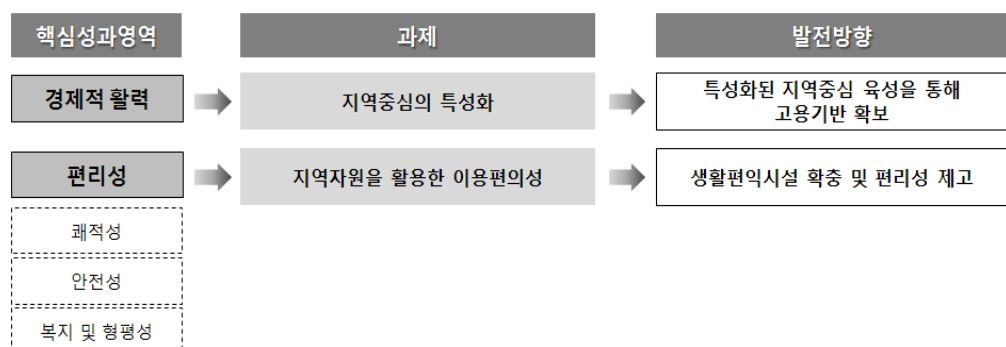 핵심성과영역
과제
발전방향
경제적 활력
지역중심의 특성화
특성화된 지역중심 육성을 통해
고용기반 확보
편리성
지역자원을 활용한 이용편의성
생활편익시설 확충 및 편리성 제고
쾌적성
안전성
복지 및 형평성